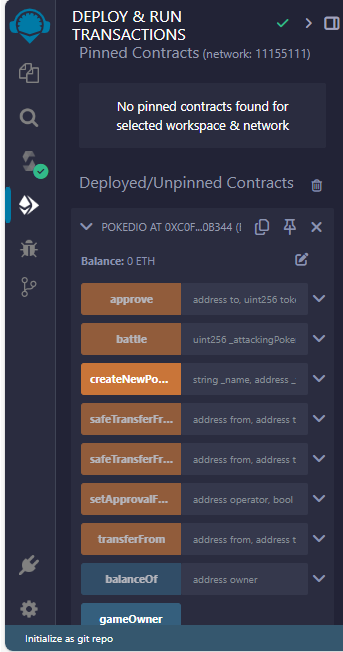 DEPLOY & RUN
TRANSACTIONS
Pinned Contracts (network: 11155111)
No pinned contracts found for
selected workspace & network
Deployed/Unpinned Contracts
POKEDIO AT 0XC0F...0B344 (
Balance: 0 ETH
approve address to, uint256 tok
battle uint256 _attackingPoke
createNewPo... string _name, address _
safeTransferFr... address from, address t
safeTransferFr... address from, address t
setApprovalF... address operator, bool
transferFrom address from, address t
balanceOf address owner
gameOwner
Initialize as git repo